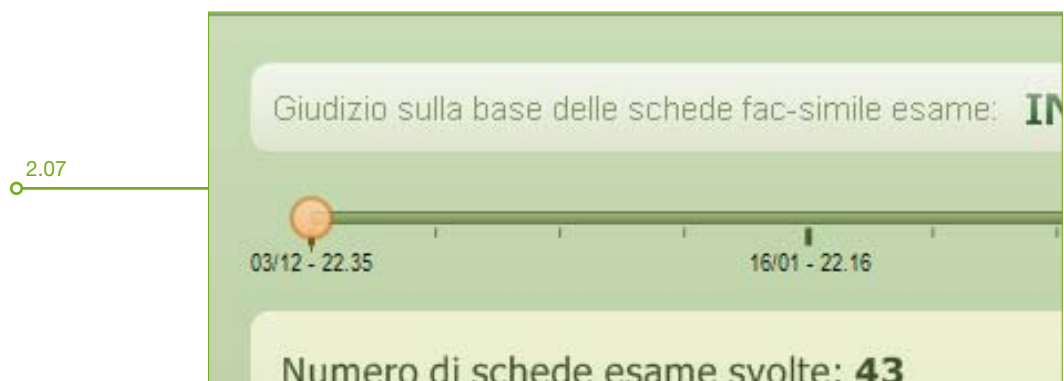 Giudizio sulla base delle schede fac-simile esame: IN
2.07
03/12 - 22.35 16/01 - 22.16
Numero di schede esame svolte: 43